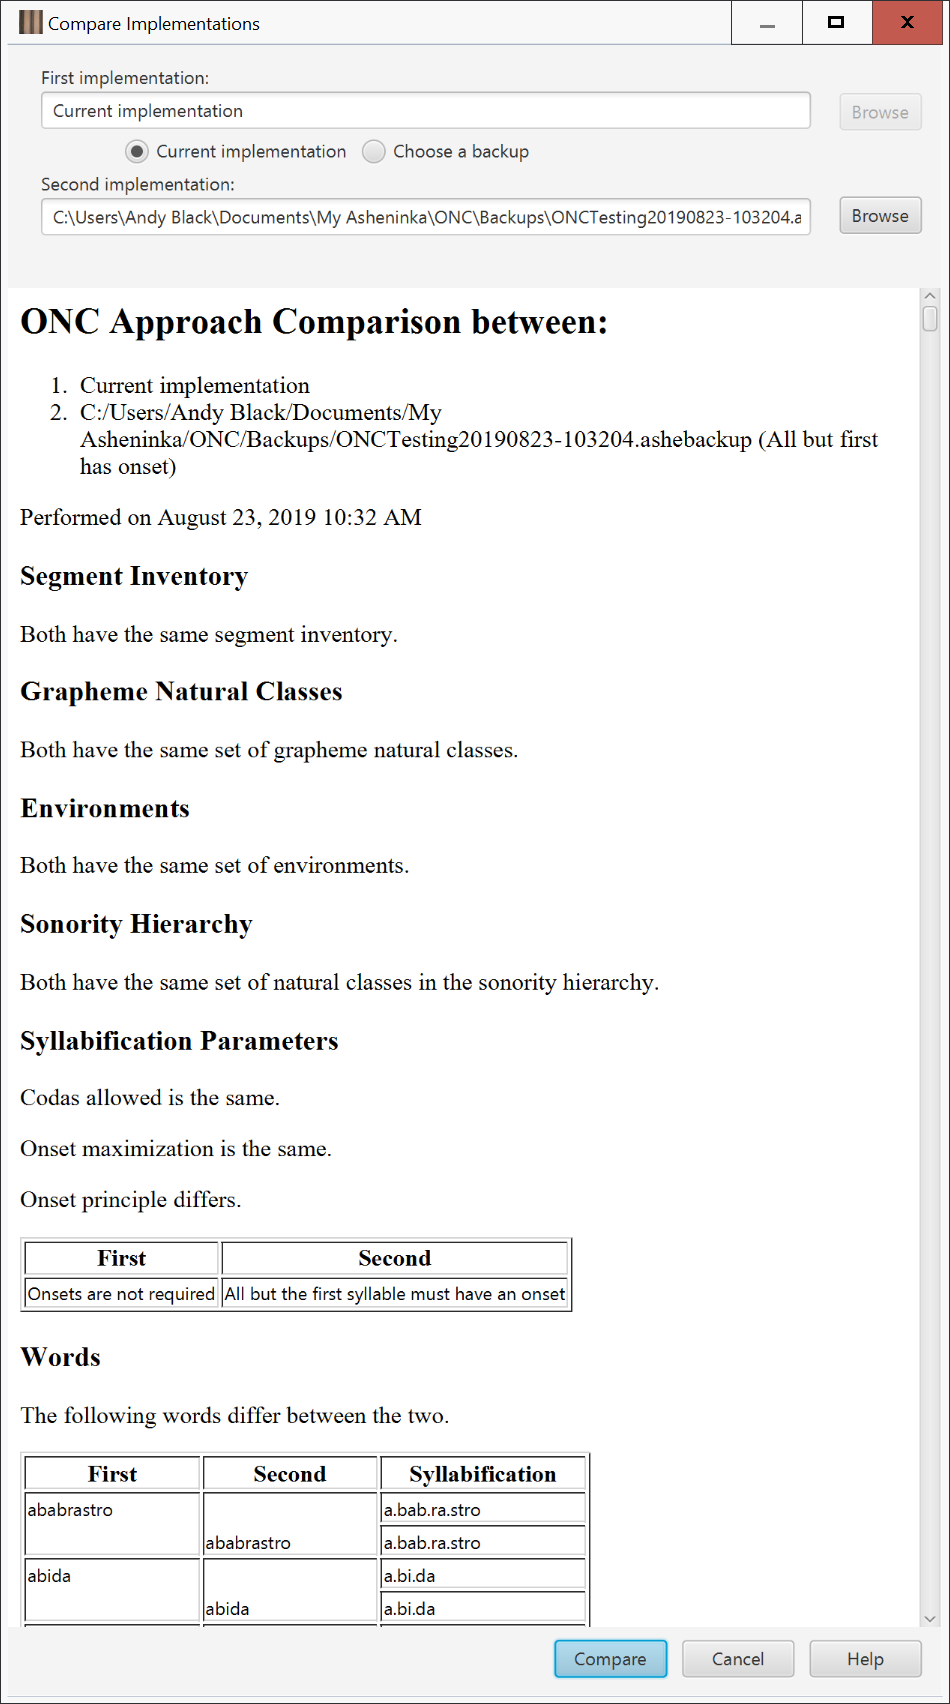 Compare Implementations
First implementation:
Current implementation
Browse
Current implementation
Choose a backup
Second implementation:
C:\Users\Andy Black\Documents\My Asheninka\ONC\Backups\ONCTesting20190823-103204.a
Browse
ONC Approach Comparison between:
1. Current implementation
2. C:/Users/Andy Black/Documents/My
Asheninka/ONC/Backups/ONCTesting20190823-103204.ashebackup (All but first
has onset)
Performed on August 23, 2019 10:32 AM
Segment Inventory
Both have the same segment inventory.
Grapheme Natural Classes
Both have the same set of grapheme natural classes.
Environments
Both have the same set of environments.
Sonority Hierarchy
Both have the same set of natural classes in the sonority hierarchy.
Syllabification Parameters
Codas allowed is the same.
Onset maximization is the same.
Onset principle differs.
First Second
Onsets are not required All but the first syllable must have an onset
Words
The following words differ between the two.
First Second Syllabification
ababrastro a.bab.ra.stro
ababrastro a.bab.ra.stro
abida a.bi.da
abida a.bi.da
Compare Cancel Help